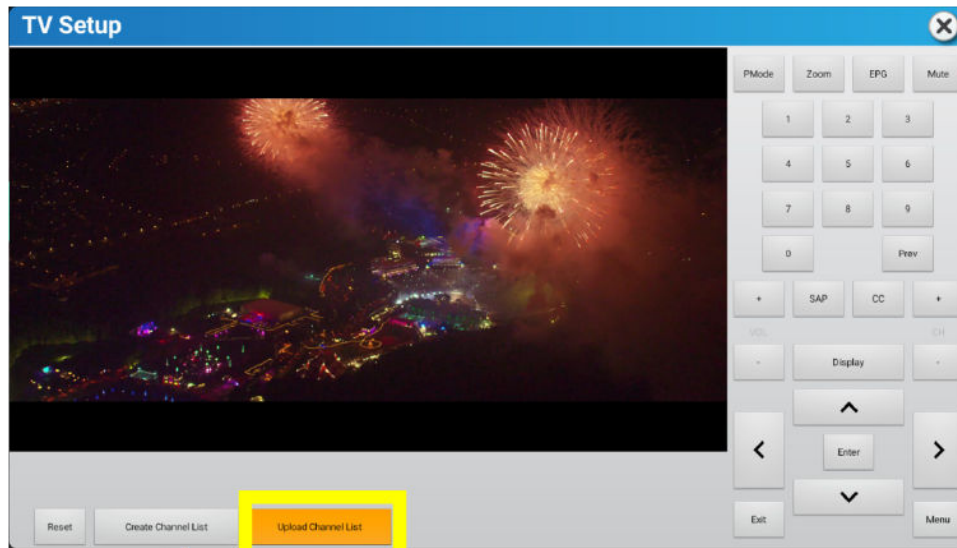 TV Setup
PMode Zoom EPG Mute
1 2 3
4 5 6
7 8 9
0 Prev
+ SAP CC +
VOL CH
- Display -
Enter
Exit Menu
Reset Create Channel List Upload Channel List